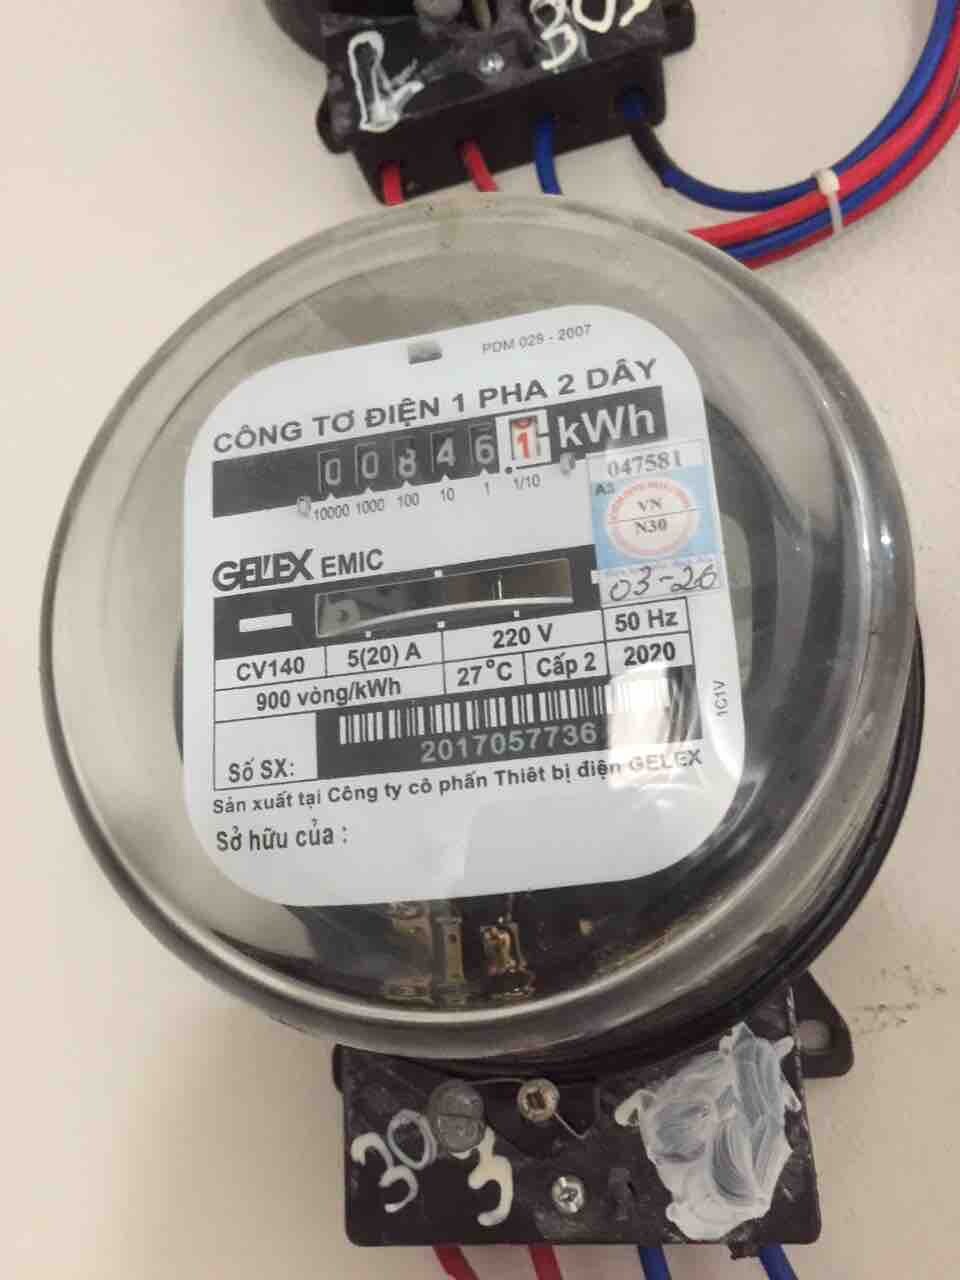 303
PDM 029 - 2007
CÔNG TƠ ĐIỆN 1 PHA 2 DÂY
0 0 8 4 6 1 kWh
10000 1000 100 10 1 1/10
047581
A3
VN
N30
03-26
GELEX EMIC
CV140 5(20) A 220 V 50 Hz
900 vòng/kWh 27°C Cấp 2 2020
2017057736
Số SX:
1C1V
Sản xuất tại Công ty cổ phần Thiết bị điện GELEX
Sở hữu của :
303